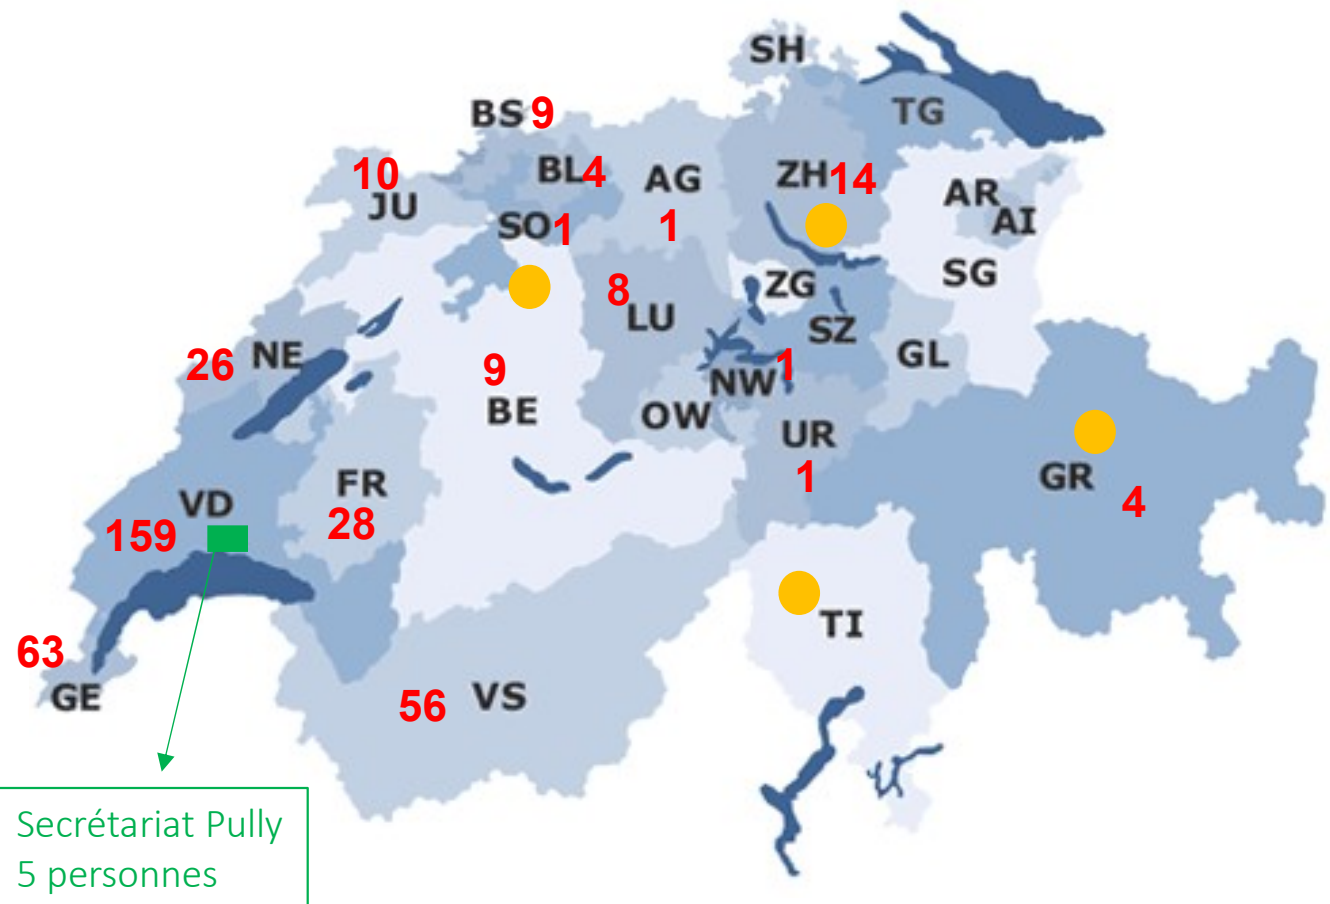 SH
TG
BS 9
BL 4
AG
1
ZH 14
AR
AI
10
JU
SO 1
SG
ZG
8
LU
SZ
GL
26
NE
9
BE
1
NW
OW
UR
1
GR
4
VD
159
FR
28
TI
63
GE
56
VS
Secrétariat Pully
5 personnes